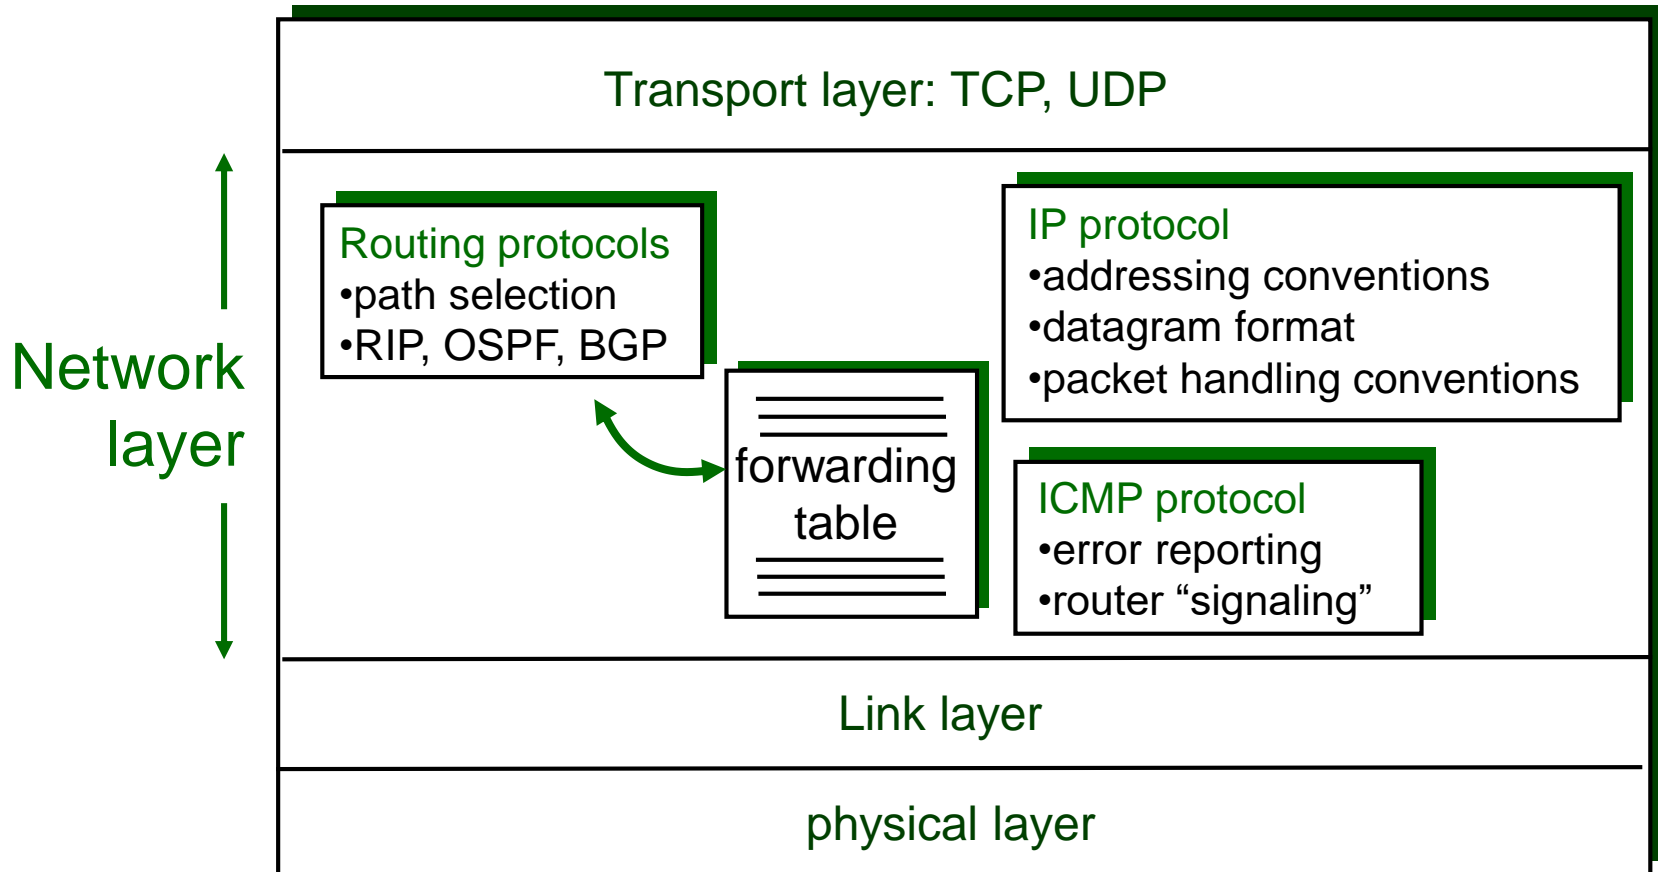 Transport layer: TCP, UDP
Network
layer
Routing protocols
•path selection
•RIP, OSPF, BGP
forwarding
table
IP protocol
•addressing conventions
•datagram format
•packet handling conventions
ICMP protocol
•error reporting
•router “signaling”
Link layer
physical layer